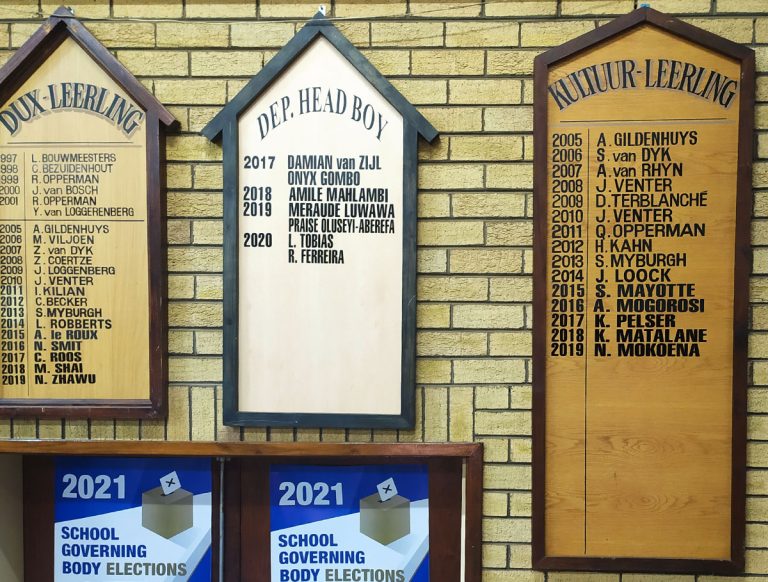 DUX-LEERLING
1997 L. BOUWMEESTERS
1998 C. BEZUIDENHOUT
1999 R. OPPERMAN
2000 J. van BOSCH
2001 R. OPPERMAN
Y. van LOGGERENBERG
2005 A. GILDENHUYS
2006 M. VILJOEN
2007 Z. van DYK
2008 Z. COERTZE
2009 J. LOGGENBERG
2010 J. VENTER
2011 I. KILIAN
2012 C. BECKER
2013 S. MYBURGH
2014 L. ROBBERTS
2015 A. le ROUX
2016 N. SMIT
2017 C. ROOS
2018 M. SHAI
2019 N. ZHAWU
DEP. HEAD BOY
2017 DAMIAN van ZIJL
ONYX GOMBO
2018 AMILE MAHLAMBI
2019 MERAUDE LUWAWA
PRAISE OLUSEYI-ABEREFA
2020 L. TOBIAS
R. FERREIRA
KULTUUR-LEERLING
2005 A. GILDENHUYS
2006 S. van DYK
2007 A. van RHYN
2008 J. VENTER
2009 D. TERBLANCHÉ
2010 J. VENTER
2011 Q. OPPERMAN
2012 H. KAHN
2013 S. MYBURGH
2014 J. LOOCK
2015 S. MAYOTTE
2016 A. MOGOROSI
2017 K. PELSER
2018 K. MATALANE
2019 N. MOKOENA
2021
SCHOOL
GOVERNING
BODY ELECTIONS
2021
SCHOOL
GOVERNING
BODY ELECTIONS